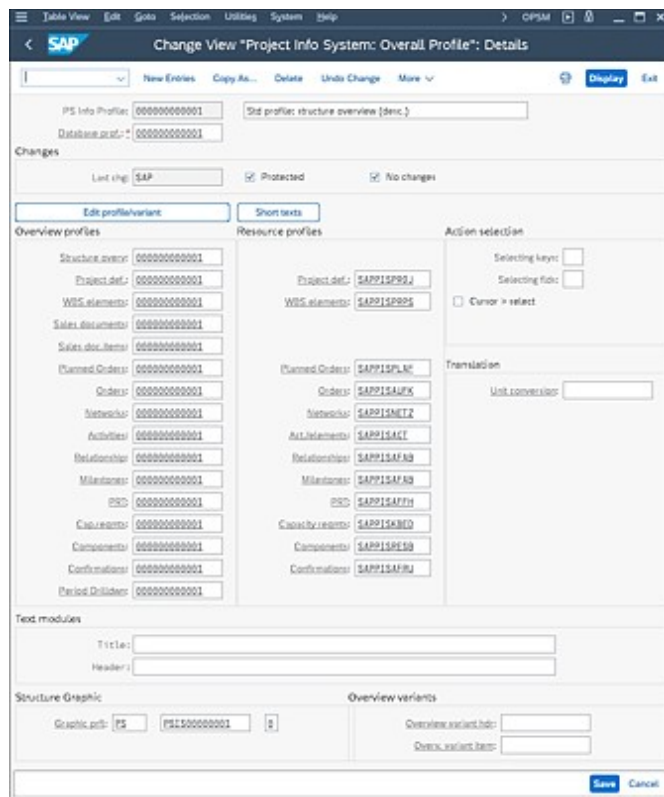 Table View Edit Goto Selection Utilities System Help OPSM
SAP Change View "Project Info System: Overall Profile": Details
New Entries Copy As... Delete Undo Change More Display Exit
PS Info Profile: 000000000001 Std profile: structure overview (desc.)
Database prof.: * 000000000001
Changes
Last chg: SAP Protected No changes
Edit profile/variant Short texts
Overview profiles Resource profiles Action selection
Structure overv: 000000000001 Selecting keys:
Project def.: 000000000001 Project def.: SAPPISPROJ Selecting flds:
WBS elements: 000000000001 WBS elements: SAPPISPRPS Cursor > select
Sales documents: 000000000001
Sales doc.items: 000000000001
Planned Orders: 000000000001 Planned Orders: SAPPISPLAF Translation
Orders: 000000000001 Orders: SAPPISAUFK Unit conversion:
Networks: 000000000001 Networks: SAPPISNETZ
Activities: 000000000001 Act./elements: SAPPISACT
Relationship: 000000000001 Relationships: SAPPISAFAB
Milestones: 000000000001 Milestones:
PRT: 000000000001 PRT: SAPPISAFFH
Cap.reqmts: 000000000001 Capacity reqmts: SAPPISKBED
Components: 000000000001 Components: SAPPISRESB
Confirmations: 000000000001 Confirmations: SAPPISAFRU
Period Drilldwn: 000000000001
Text modules
Title:
Header:
Structure Graphic Overview variants
Graphic prfl: PS PSIS00000001 Overview variant hdr:
Overv. variant item:
Save Cancel